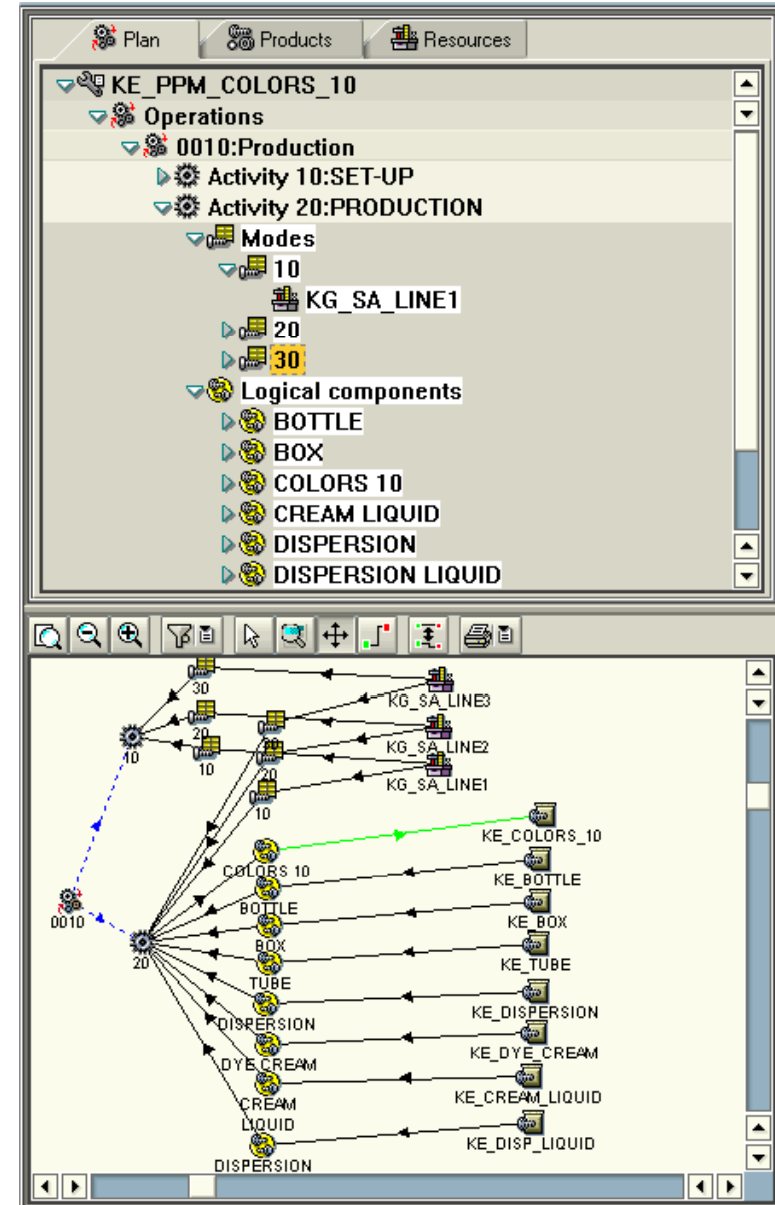 Plan Products Resources
KE_PPM_COLORS_10
Operations
0010:Production
Activity 10:SET-UP
Activity 20:PRODUCTION
Modes
10
KG_SA_LINE1
20
30
Logical components
BOTTLE
BOX
COLORS 10
CREAM LIQUID
DISPERSION
DISPERSION LIQUID
30
KG_SA_LINE3
20
10
KG_SA_LINE2
10
20
KG_SA_LINE1
10
KE_COLORS_10
COLORS 10
KE_BOTTLE
BOTTLE
0010
KE_BOX
BOX
20
KE_TUBE
TUBE
KE_DISPERSION
DISPERSION
KE_DYE_CREAM
DYE CREAM
KE_CREAM_LIQUID
CREAM
LIQUID
KE_DISP_LIQUID
DISPERSION